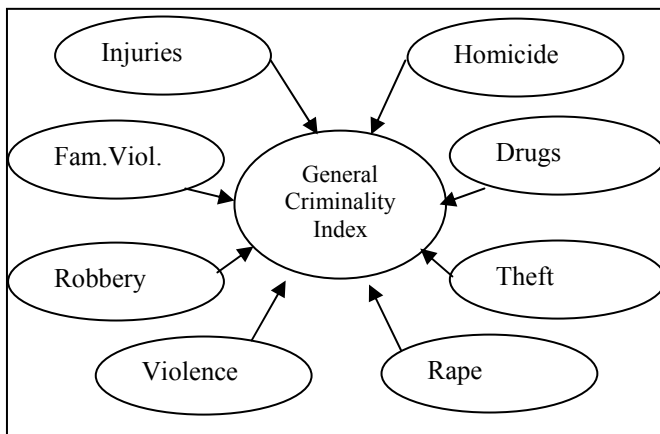 Injuries
Homicide
Fam.Viol.
Drugs
General
Criminality
Index
Robbery
Theft
Violence
Rape